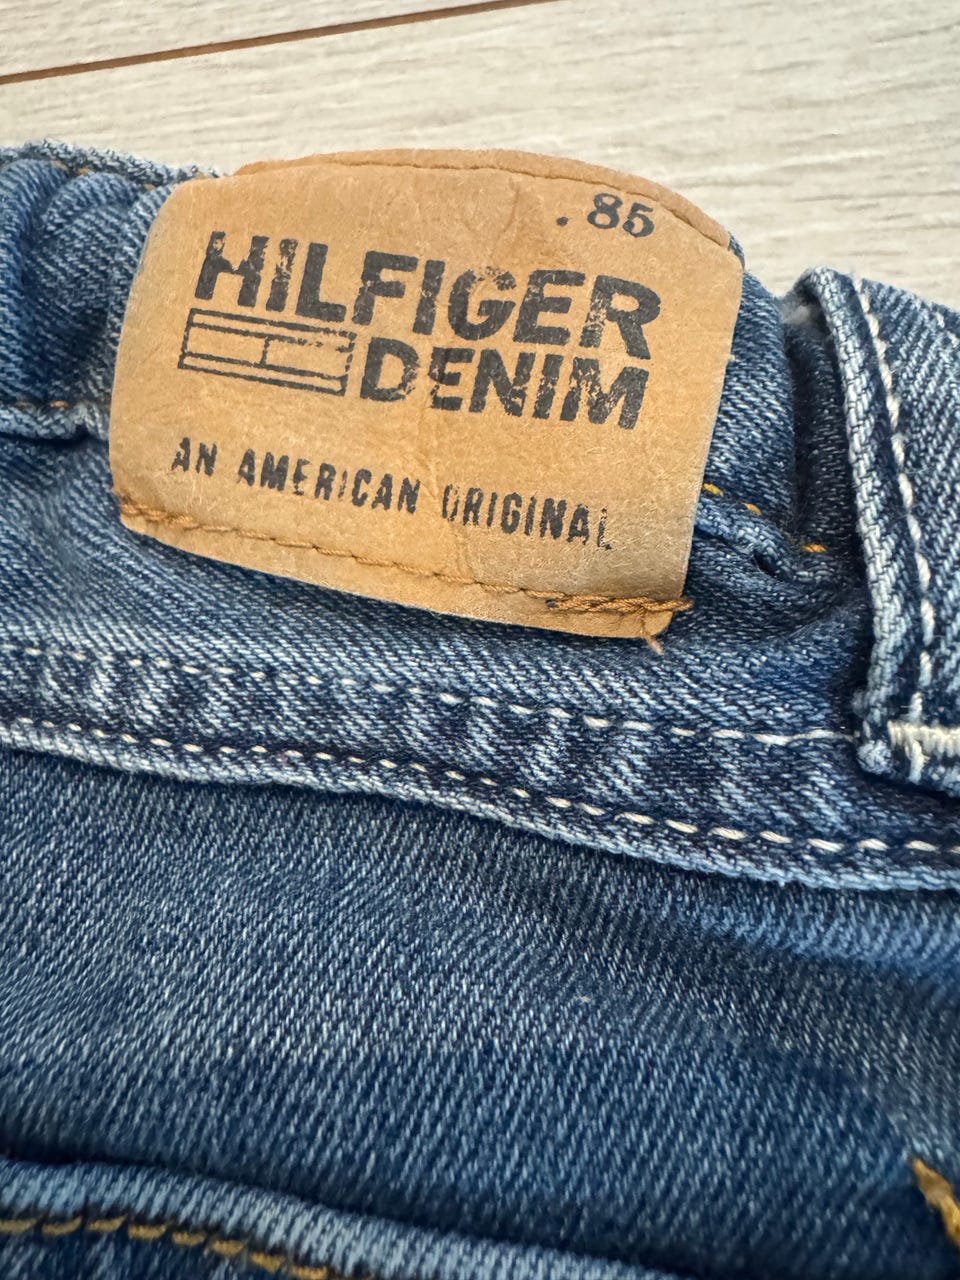 .85
HILFIGER
DENIM
AN AMERICAN ORIGINAL